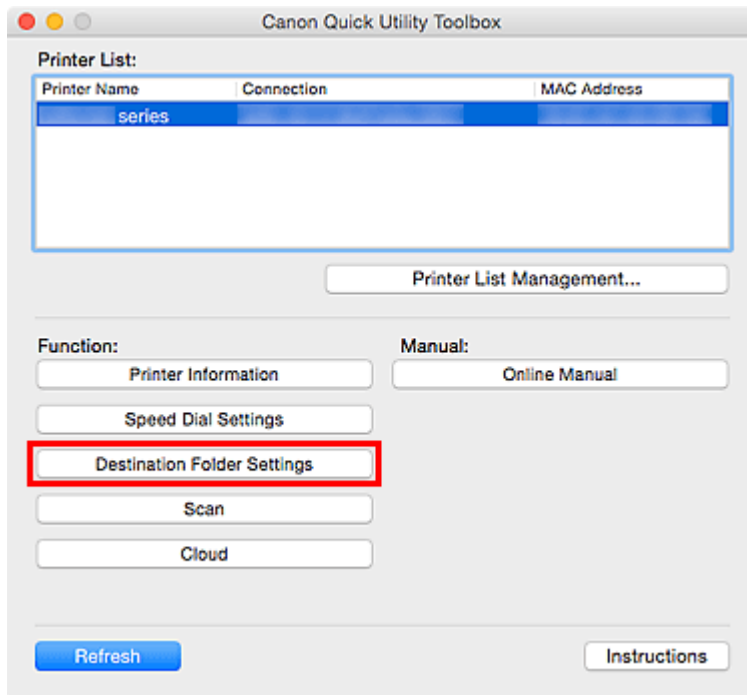 Canon Quick Utility Toolbox
Printer List:
Printer Name Connection MAC Address
series
Printer List Management...
Function: Manual:
Printer Information Online Manual
Speed Dial Settings
Destination Folder Settings
Scan
Cloud
Refresh Instructions